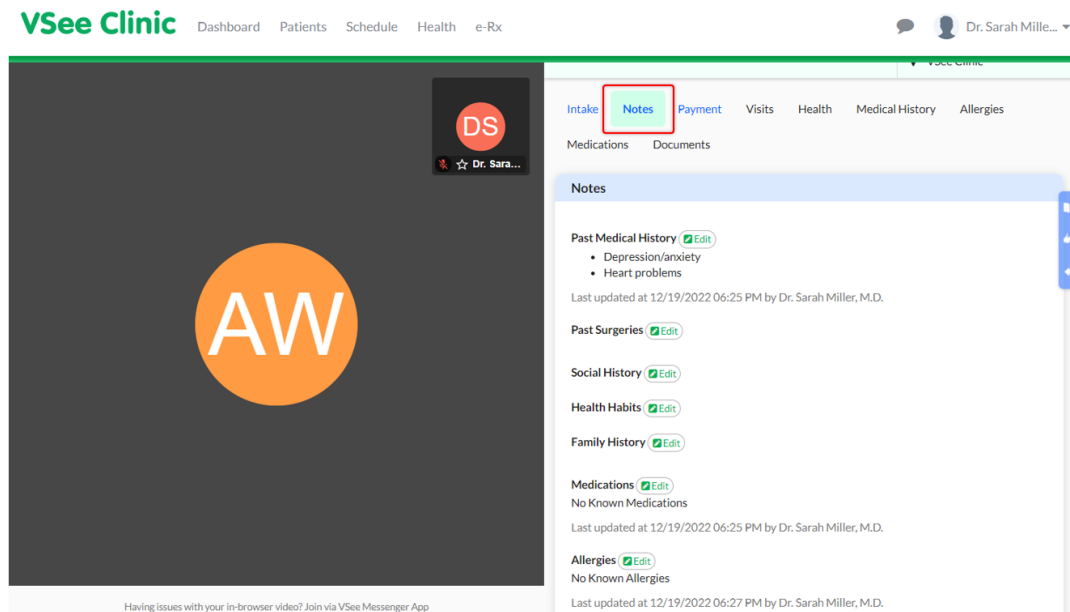 VSee Clinic Dashboard Patients Schedule Health e-Rx Dr. Sarah Mille...
VSee Clinic
DS
Dr. Sara...
AW
Having issues with your in-browser video? Join via VSee Messenger App
Intake Notes Payment Visits Health Medical History Allergies
Medications Documents
Notes
Past Medical History Edit
Depression/anxiety
Heart problems
Last updated at 12/19/2022 06:25 PM by Dr. Sarah Miller, M.D.
Past Surgeries Edit
Social History Edit
Health Habits Edit
Family History Edit
Medications Edit
No Known Medications
Last updated at 12/19/2022 06:25 PM by Dr. Sarah Miller, M.D.
Allergies Edit
No Known Allergies
Last updated at 12/19/2022 06:27 PM by Dr. Sarah Miller, M.D.